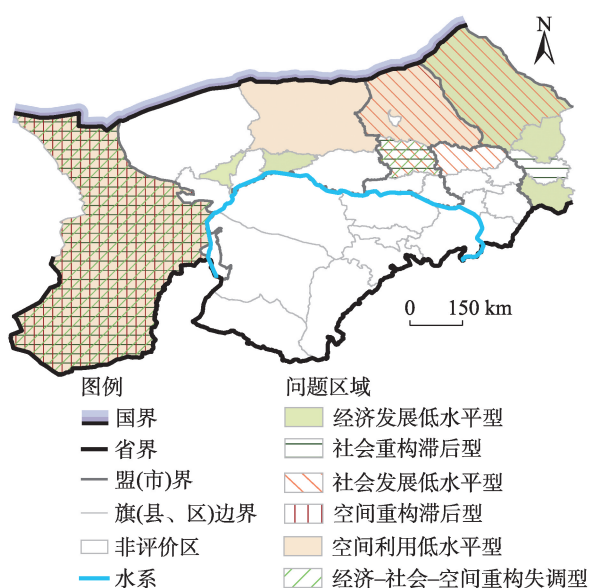 N
0 150 km
图例
国界
省界
盟(市)界
旗(县、区)边界
非评价区
水系
问题区域
经济发展低水平型
社会重构滞后型
社会发展低水平型
空间重构滞后型
空间利用低水平型
经济–社会–空间重构失调型